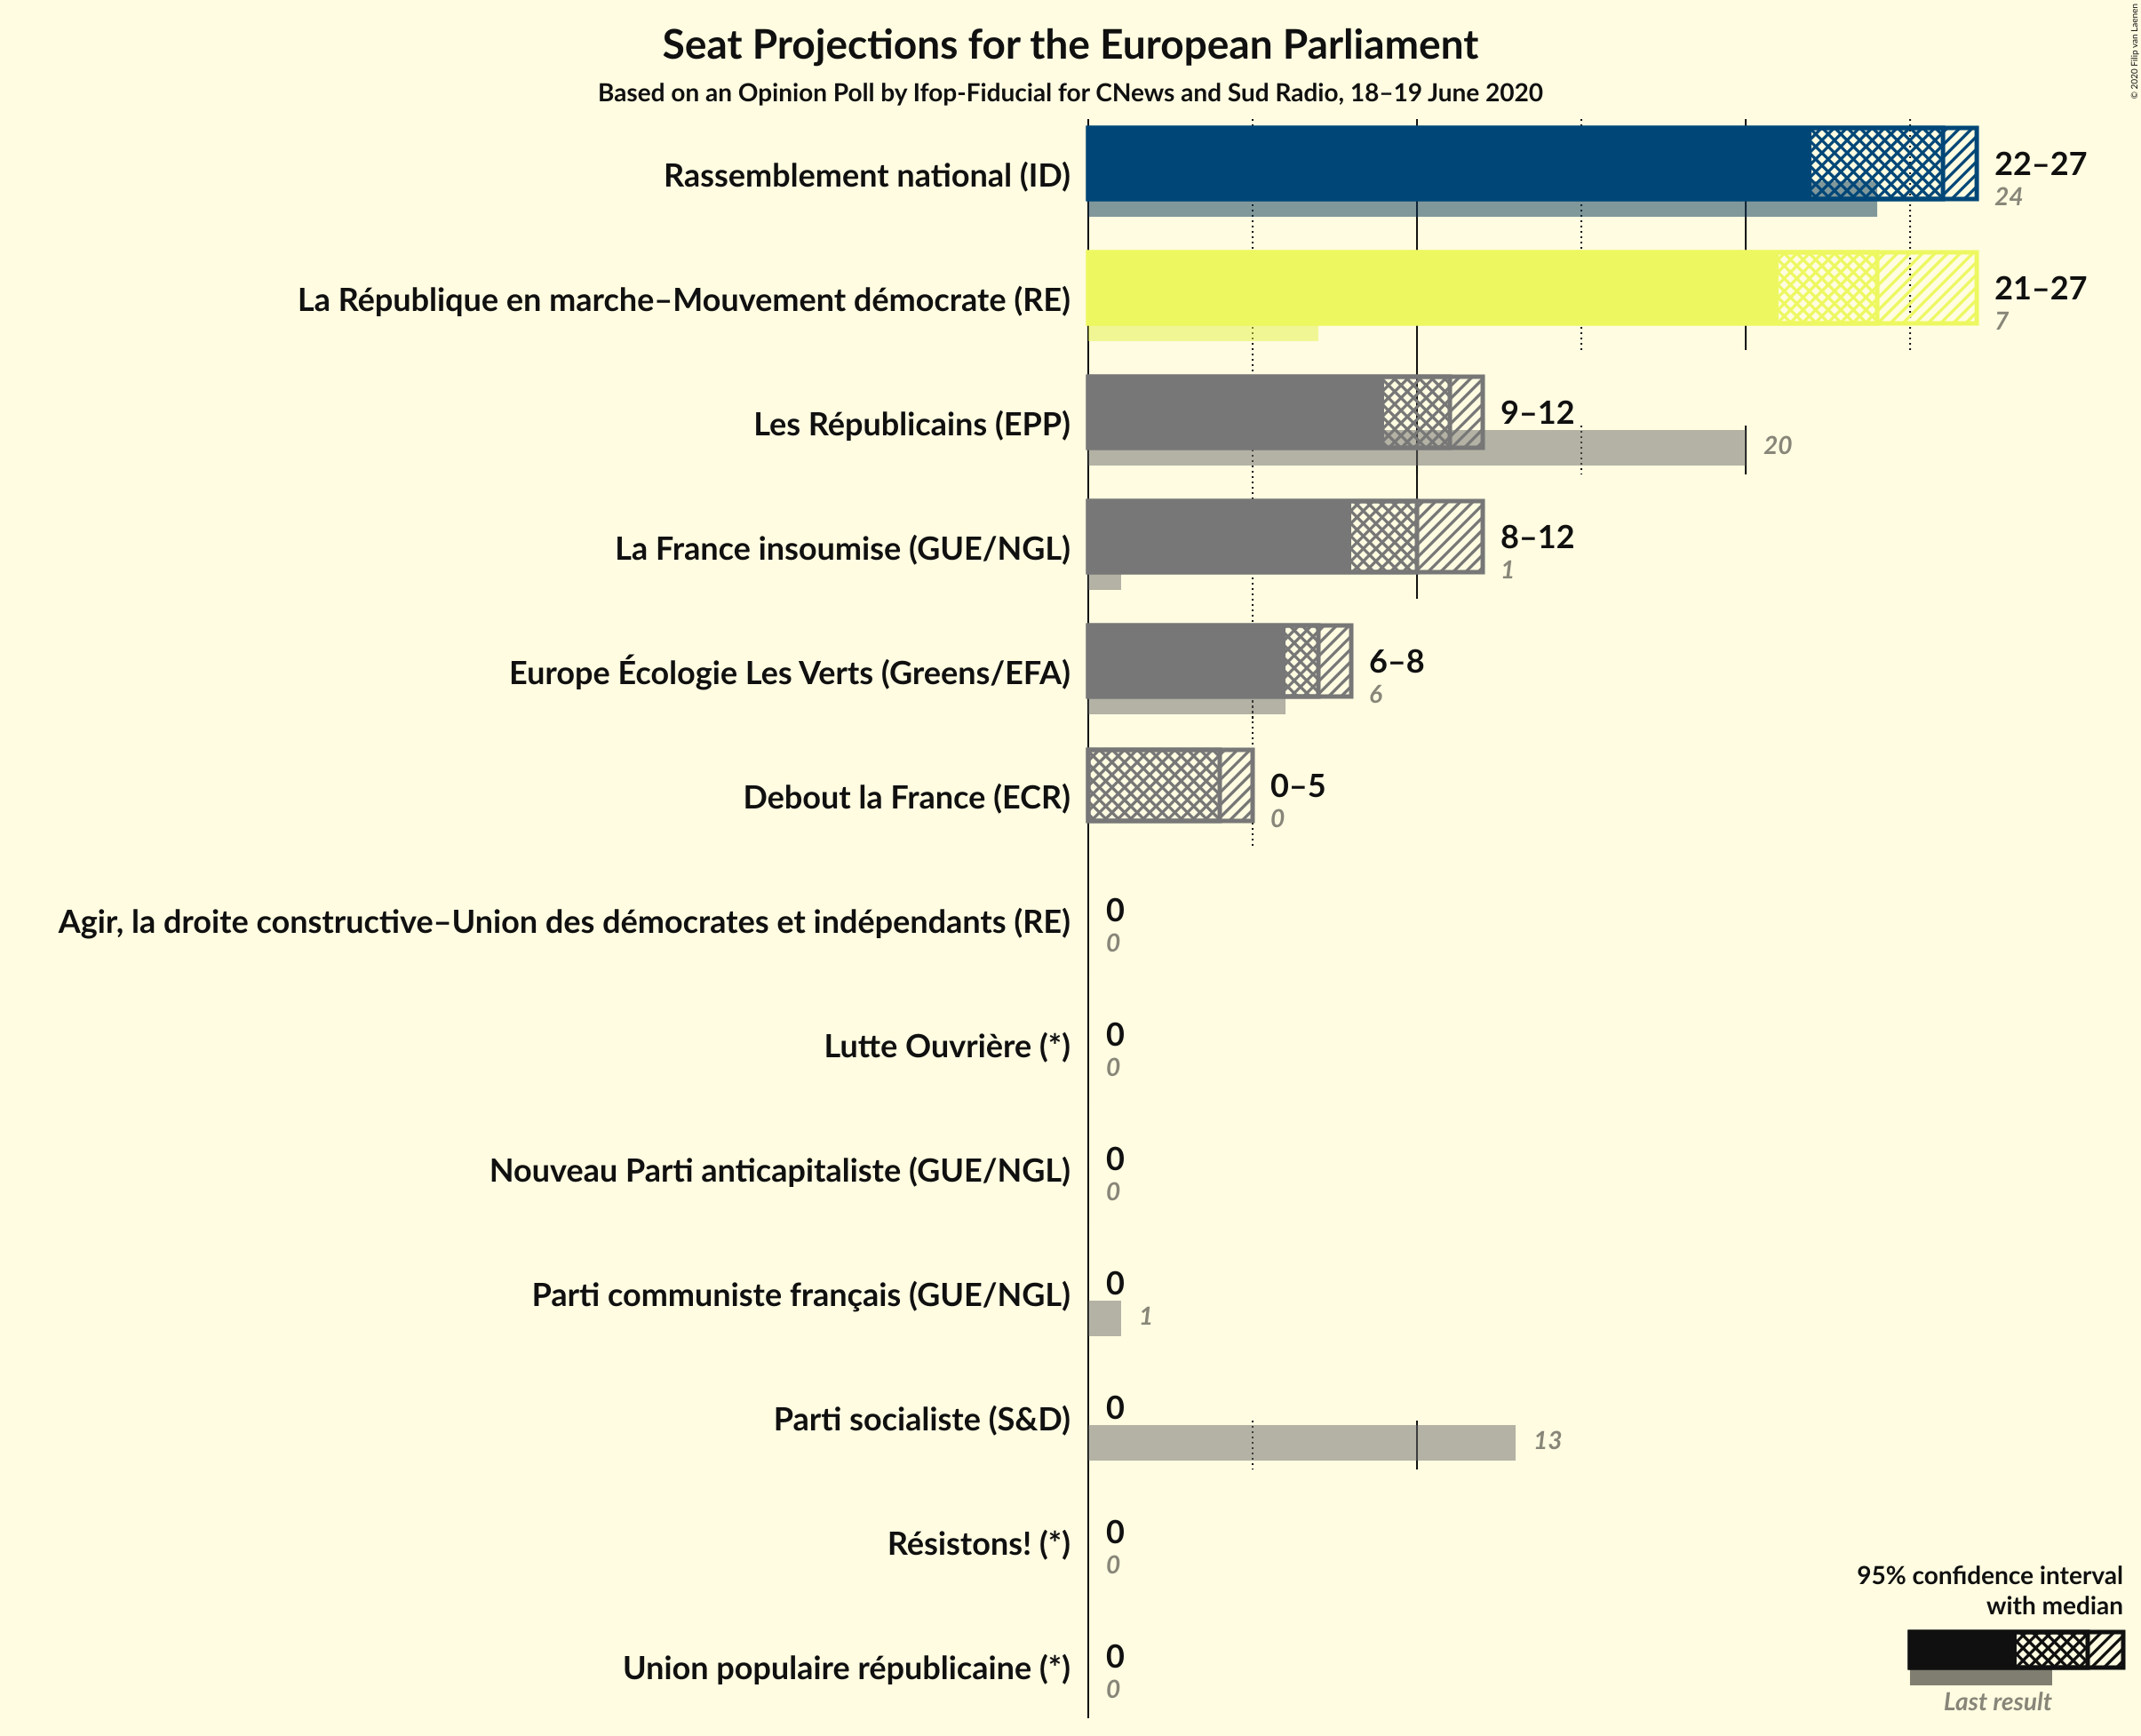 Seat Projections for the European Parliament
Based on an Opinion Poll by Ifop-Fiducial for CNews and Sud Radio, 18–19 June 2020
© 2020 Filip van Laenen
Rassemblement national (ID)
22–27
24
La République en marche–Mouvement démocrate (RE)
21–27
7
Les Républicains (EPP)
9–12
20
La France insoumise (GUE/NGL)
8–12
1
Europe Écologie Les Verts (Greens/EFA)
6–8
6
Debout la France (ECR)
0–5
0
Agir, la droite constructive–Union des démocrates et indépendants (RE)
0
0
Lutte Ouvrière (*)
0
0
Nouveau Parti anticapitaliste (GUE/NGL)
0
0
Parti communiste français (GUE/NGL)
0
1
Parti socialiste (S&D)
0
13
Résistons! (*)
0
0
Union populaire républicaine (*)
0
0
95% confidence interval
with median
Last result